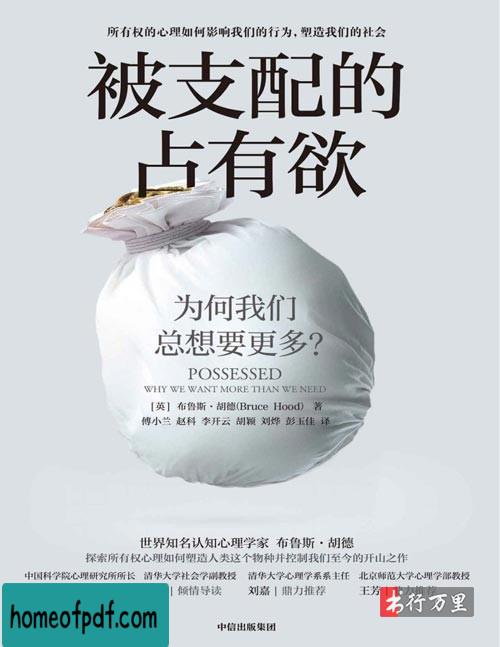 所有权的心理如何影响我们的行为，塑造我们的社会
被支配的
占有欲
为何我们
总想要更多？
POSSESSED
WHY WE WANT MORE THAN WE NEED
［英］布鲁斯·胡德(Bruce Hood) 著
傅小兰 赵科 李开云 胡颖 刘烨 彭玉佳 译
世界知名认知心理学家 布鲁斯·胡德
探索所有权心理如何塑造人类这个物种并控制我们至今的开山之作
中国科学院心理研究所所长 清华大学社会学副教授 清华大学心理学系系主任 北京师范大学心理学部教授
| 倾情导读 刘嘉 | 鼎力推荐 王芳 | 力推荐
homeofpdf.com
书行万里
中信出版集团